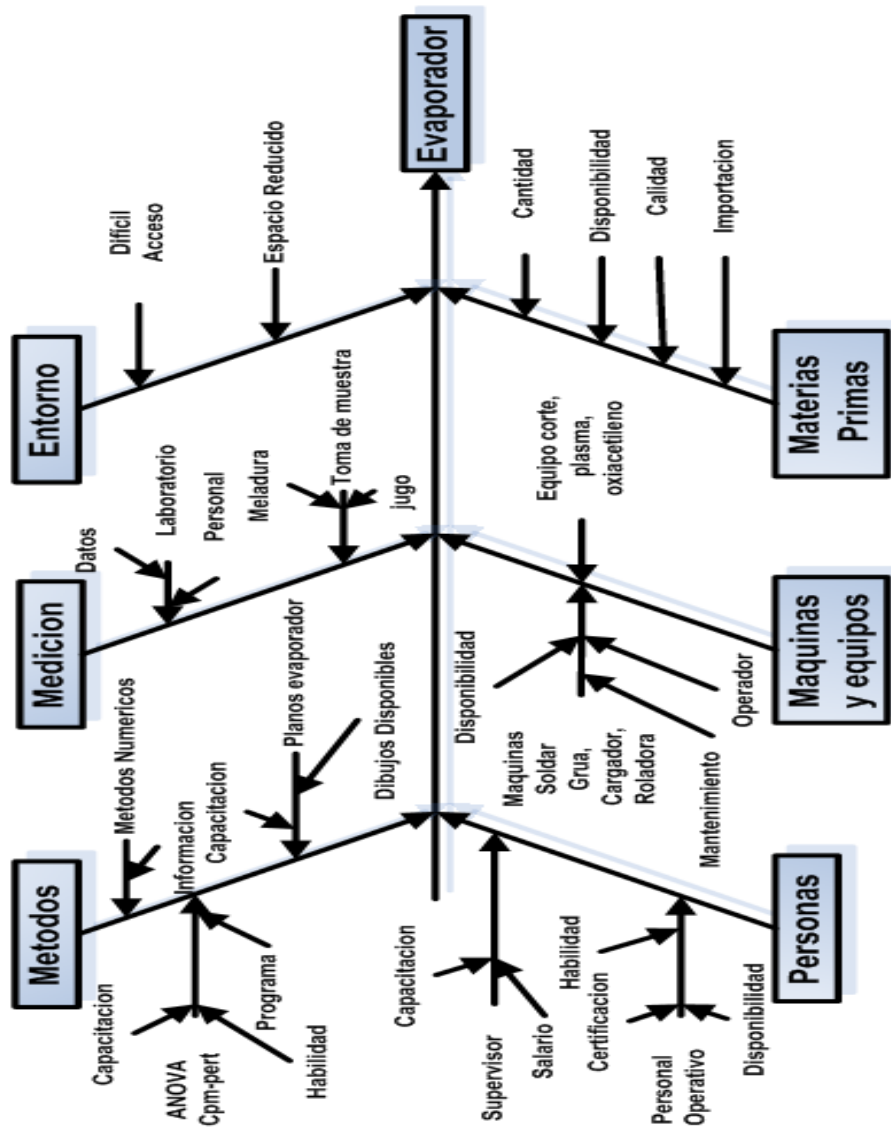 Metodos
Medicion
Entorno
Capacitacion
Metodos Numericos
Informacion
ANOVA
Cpm-pert
Programa
Habilidad
Capacitacion
Planos evaporador
Dibujos Disponibles
Datos
Laboratorio
Personal
Meladura
Toma de muestra
jugo
Difícil
Acceso
Espacio Reducido
Evaporador
Capacitacion
Supervisor
Salario
Habilidad
Certificacion
Personal
Operativo
Disponibilidad
Disponibilidad
Maquinas
Soldar
Grua,
Cargador,
Roladora
Mantenimiento
Operador
Equipo corte,
plasma,
oxiacetileno
Cantidad
Disponibilidad
Calidad
Importacion
Personas
Maquinas
y equipos
Materias
Primas